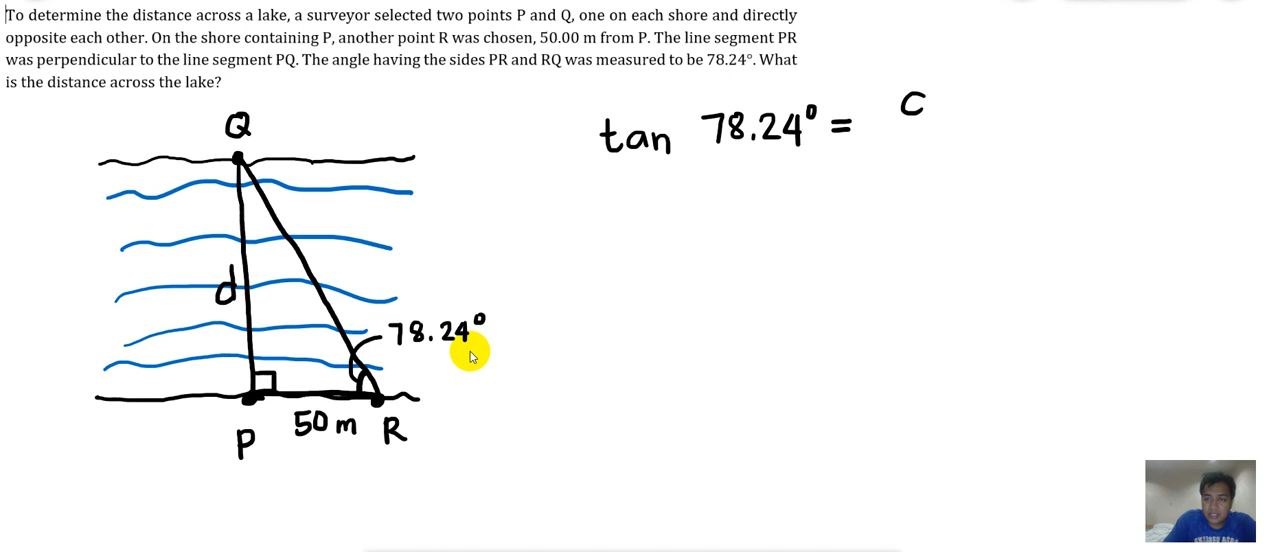 To determine the distance across a lake, a surveyor selected two points P and Q, one on each shore and directly
opposite each other. On the shore containing P, another point R was chosen, 50.00 m from P. The line segment PR
was perpendicular to the line segment PQ. The angle having the sides PR and RQ was measured to be 78.24°. What
is the distance across the lake?
tan 78.24° = c
Q
d
78.24°
50 m
P
R